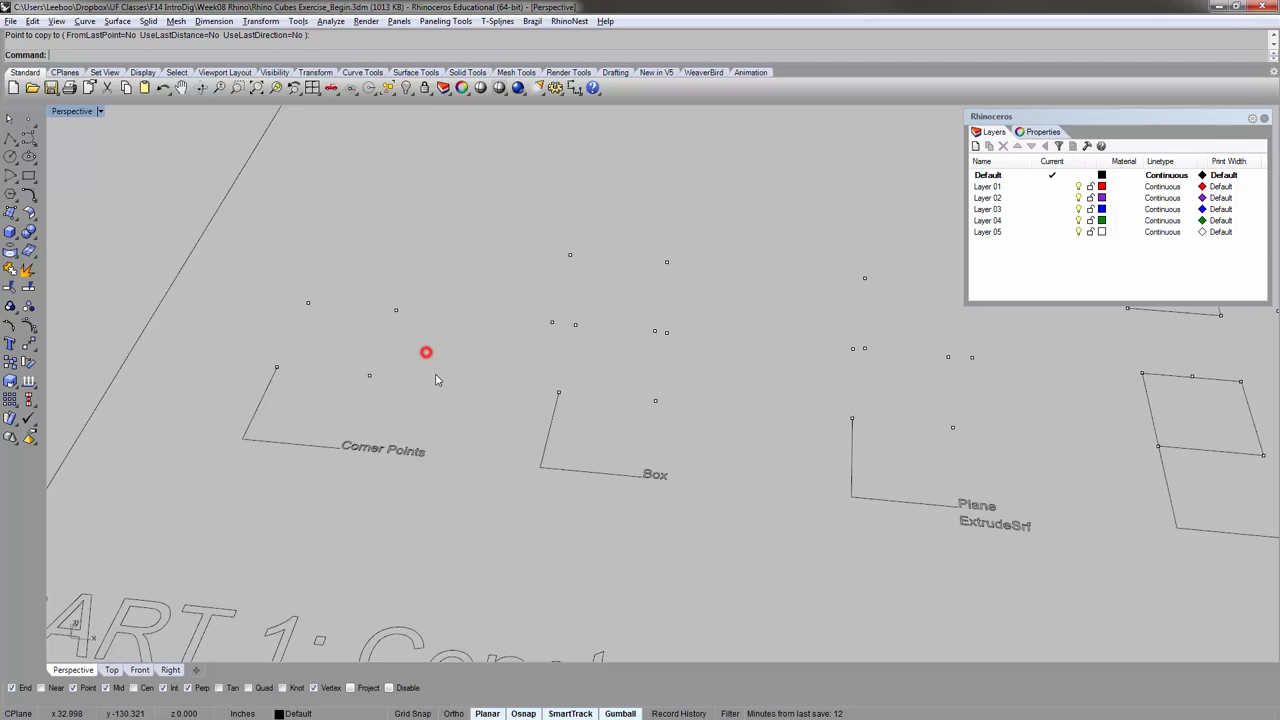 C:\Users\Leeboo\Dropbox\UF Classes\F14 IntroDig\Week08 Rhino\Rhino Cubes Exercise_Begin.3dm (1013 KB) - Rhinoceros Educational (64-bit) - [Perspective]
File Edit View Curve Surface Solid Mesh Dimension Transform Tools Analyze Render Panels Paneling Tools T-Splines Brazil RhinoNest Help
Point to copy to ( FromLastPoint=No UseLastDistance=No UseLastDirection=No ):
Command:
Standard CPlanes Set View Display Select Viewport Layout Visibility Transform Curve Tools Surface Tools Solid Tools Mesh Tools Render Tools Drafting New in V5 WeaverBird Animation
Perspective
Rhinoceros
Layers Properties
Name Current Material Linetype Print Width
Default Continuous Default
Layer 01 Continuous Default
Layer 02 Continuous Default
Layer 03 Continuous Default
Layer 04 Continuous Default
Layer 05 Continuous Default
Corner Points
Box
Plane
ExtrudeSrf
ART 1:
x
Perspective Top Front Right
End Near Point Mid Cen Int Perp Tan Quad Knot Vertex Project Disable
CPlane x 32.998 y -130.321 z 0.000 Inches Default Grid Snap Ortho Planar Osnap SmartTrack Gumball Record History Filter Minutes from last save: 12